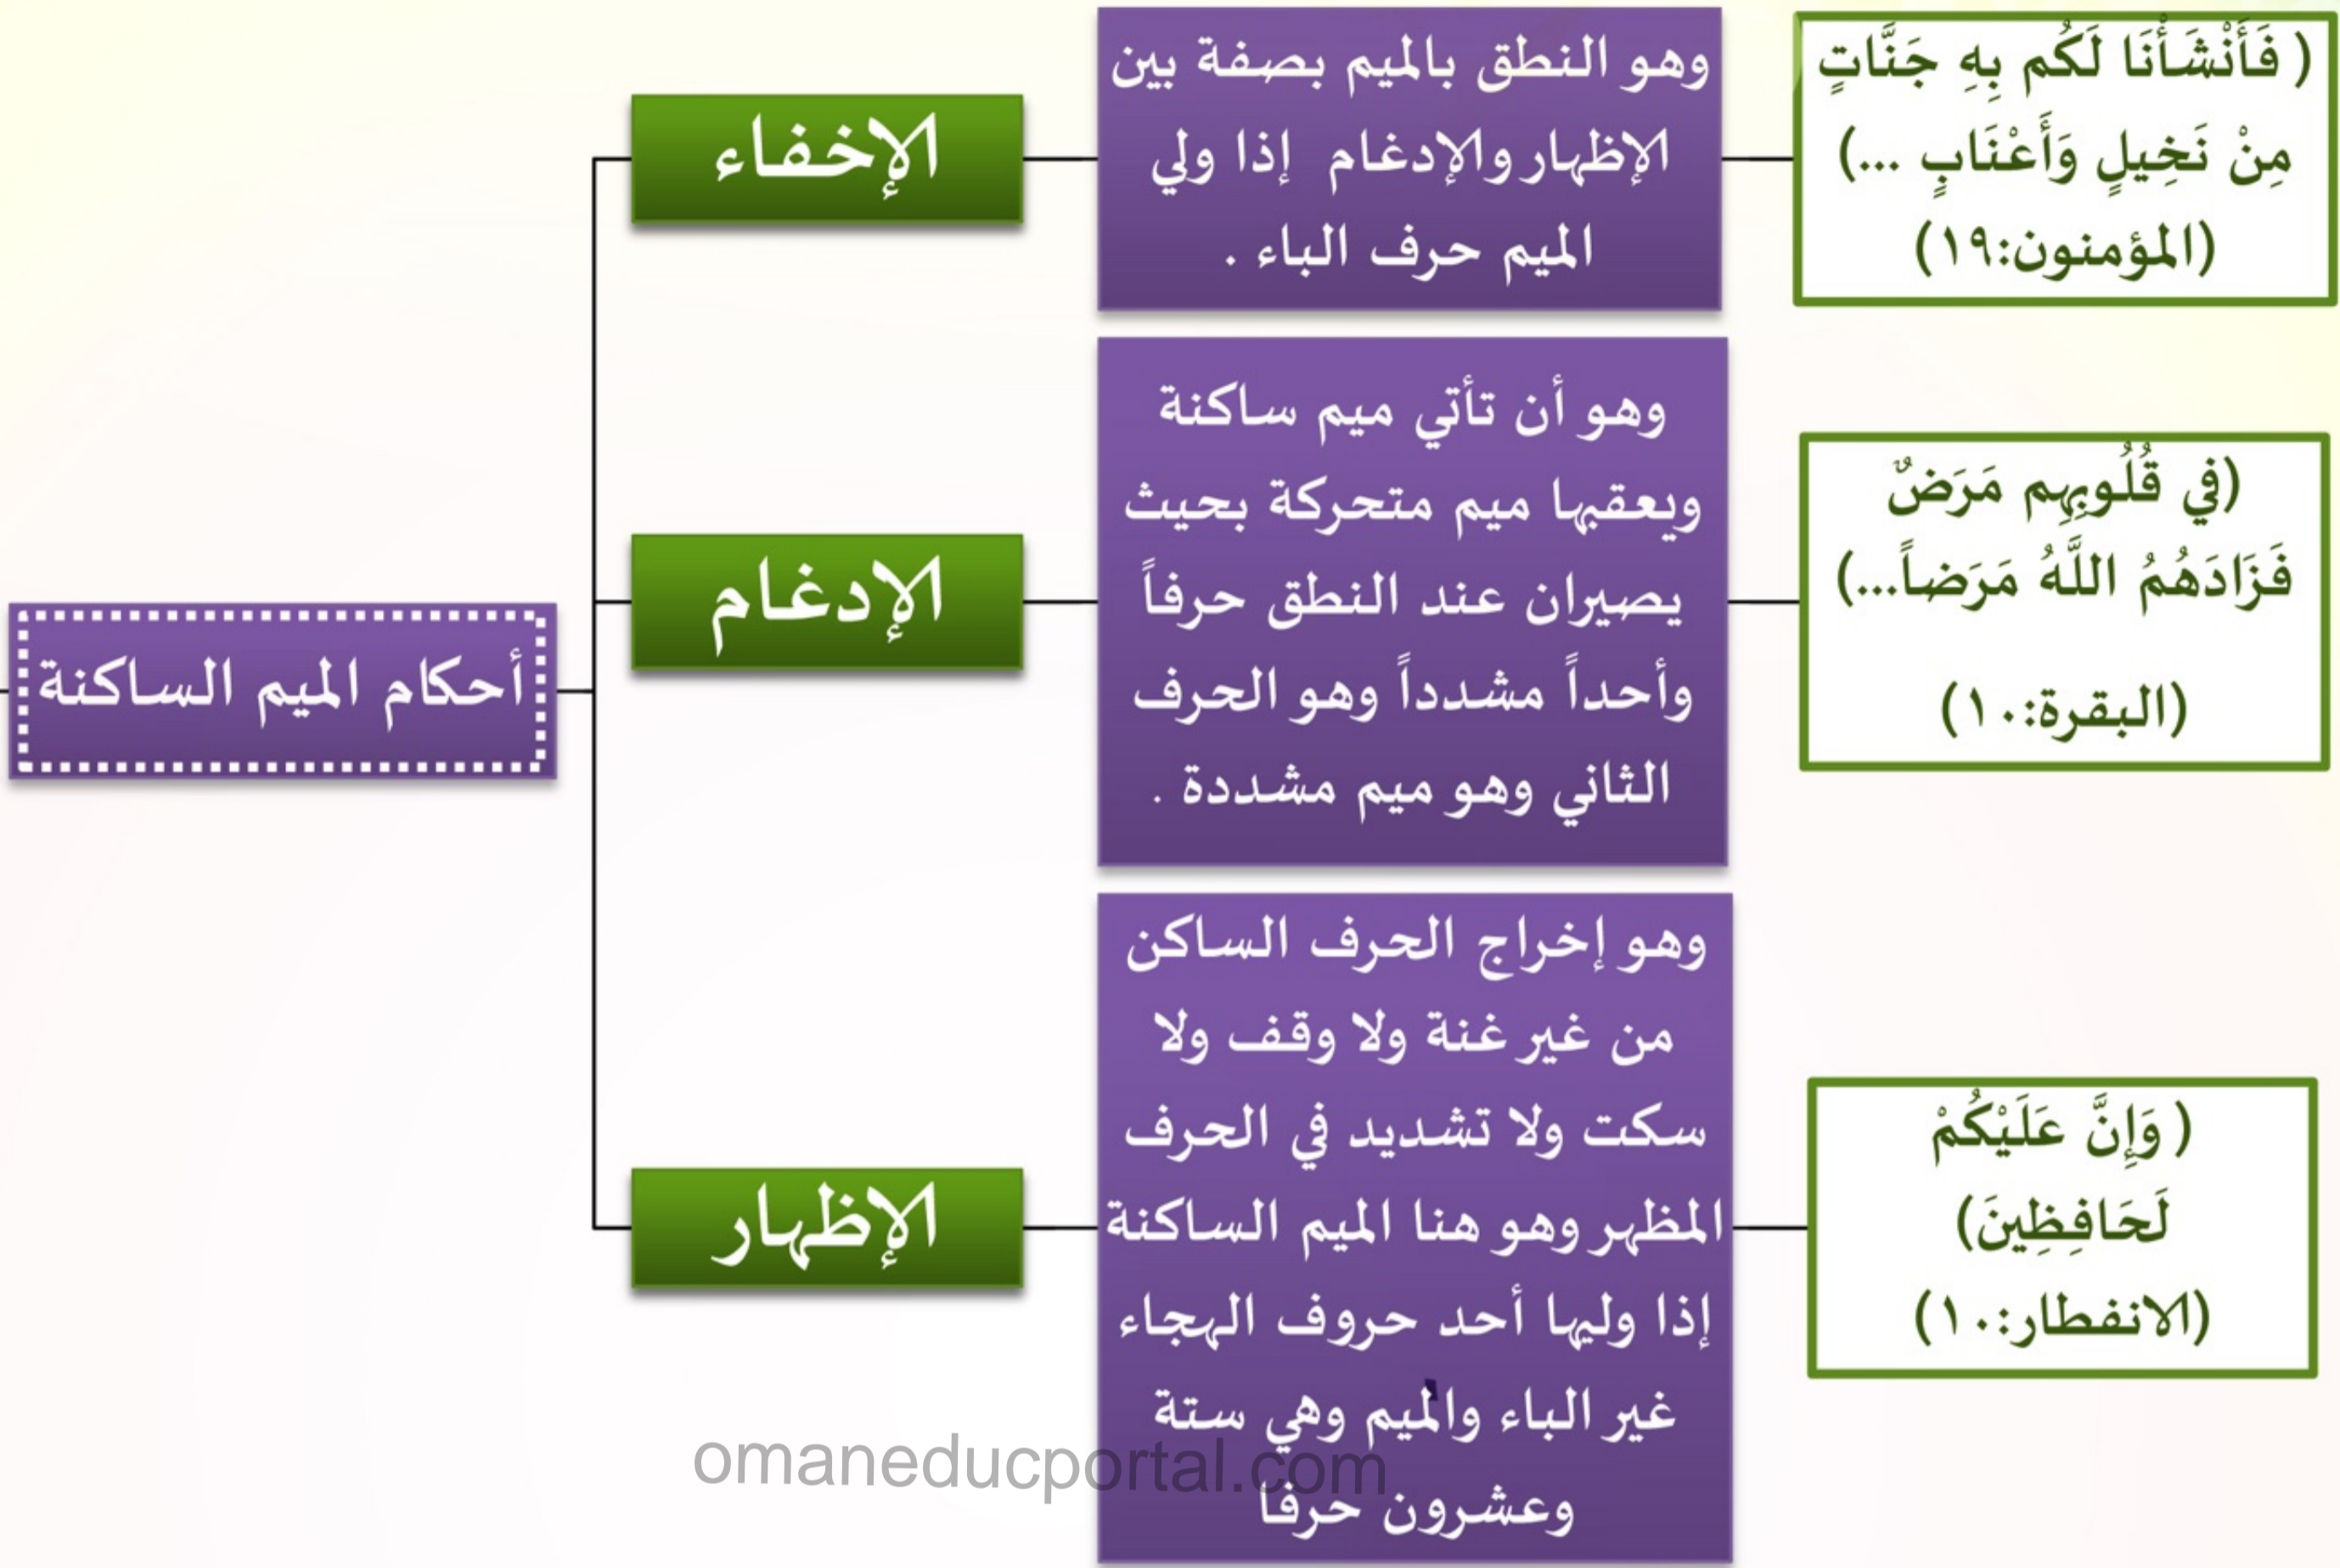 أحكام الميم الساكنة
الإخفاء
وهو النطق بالميم بصفة بين
الإظهار والإدغام إذا ولي
الميم حرف الباء .
( فَأَنْشَأْنَا لَكُم بِهِ جَنَّاتٍ
مِنْ نَخِيلٍ وَأَعْنَابٍ ...)
(المؤمنون:١٩)
الإدغام
وهو أن تأتي ميم ساكنة
ويعقبها ميم متحركة بحيث
يصيران عند النطق حرفاً
وأحداً مشدداً وهو الحرف
الثاني وهو ميم مشددة .
(في قُلُوبِهِم مَرَضٌ
فَزَادَهُمُ اللَّهُ مَرَضاً...)
(البقرة:١٠)
الإظهار
وهو إخراج الحرف الساكن
من غير غنة ولا وقف ولا
سكت ولا تشديد في الحرف
المظهر وهو هنا الميم الساكنة
إذا وليها أحد حروف الهجاء
غير الباء والميم وهي ستة
وعشرون حرفا
( وَإِنَّ عَلَيْكُمْ
لَحَافِظِينَ)
(الانفطار:١٠)
omaneducportal.com